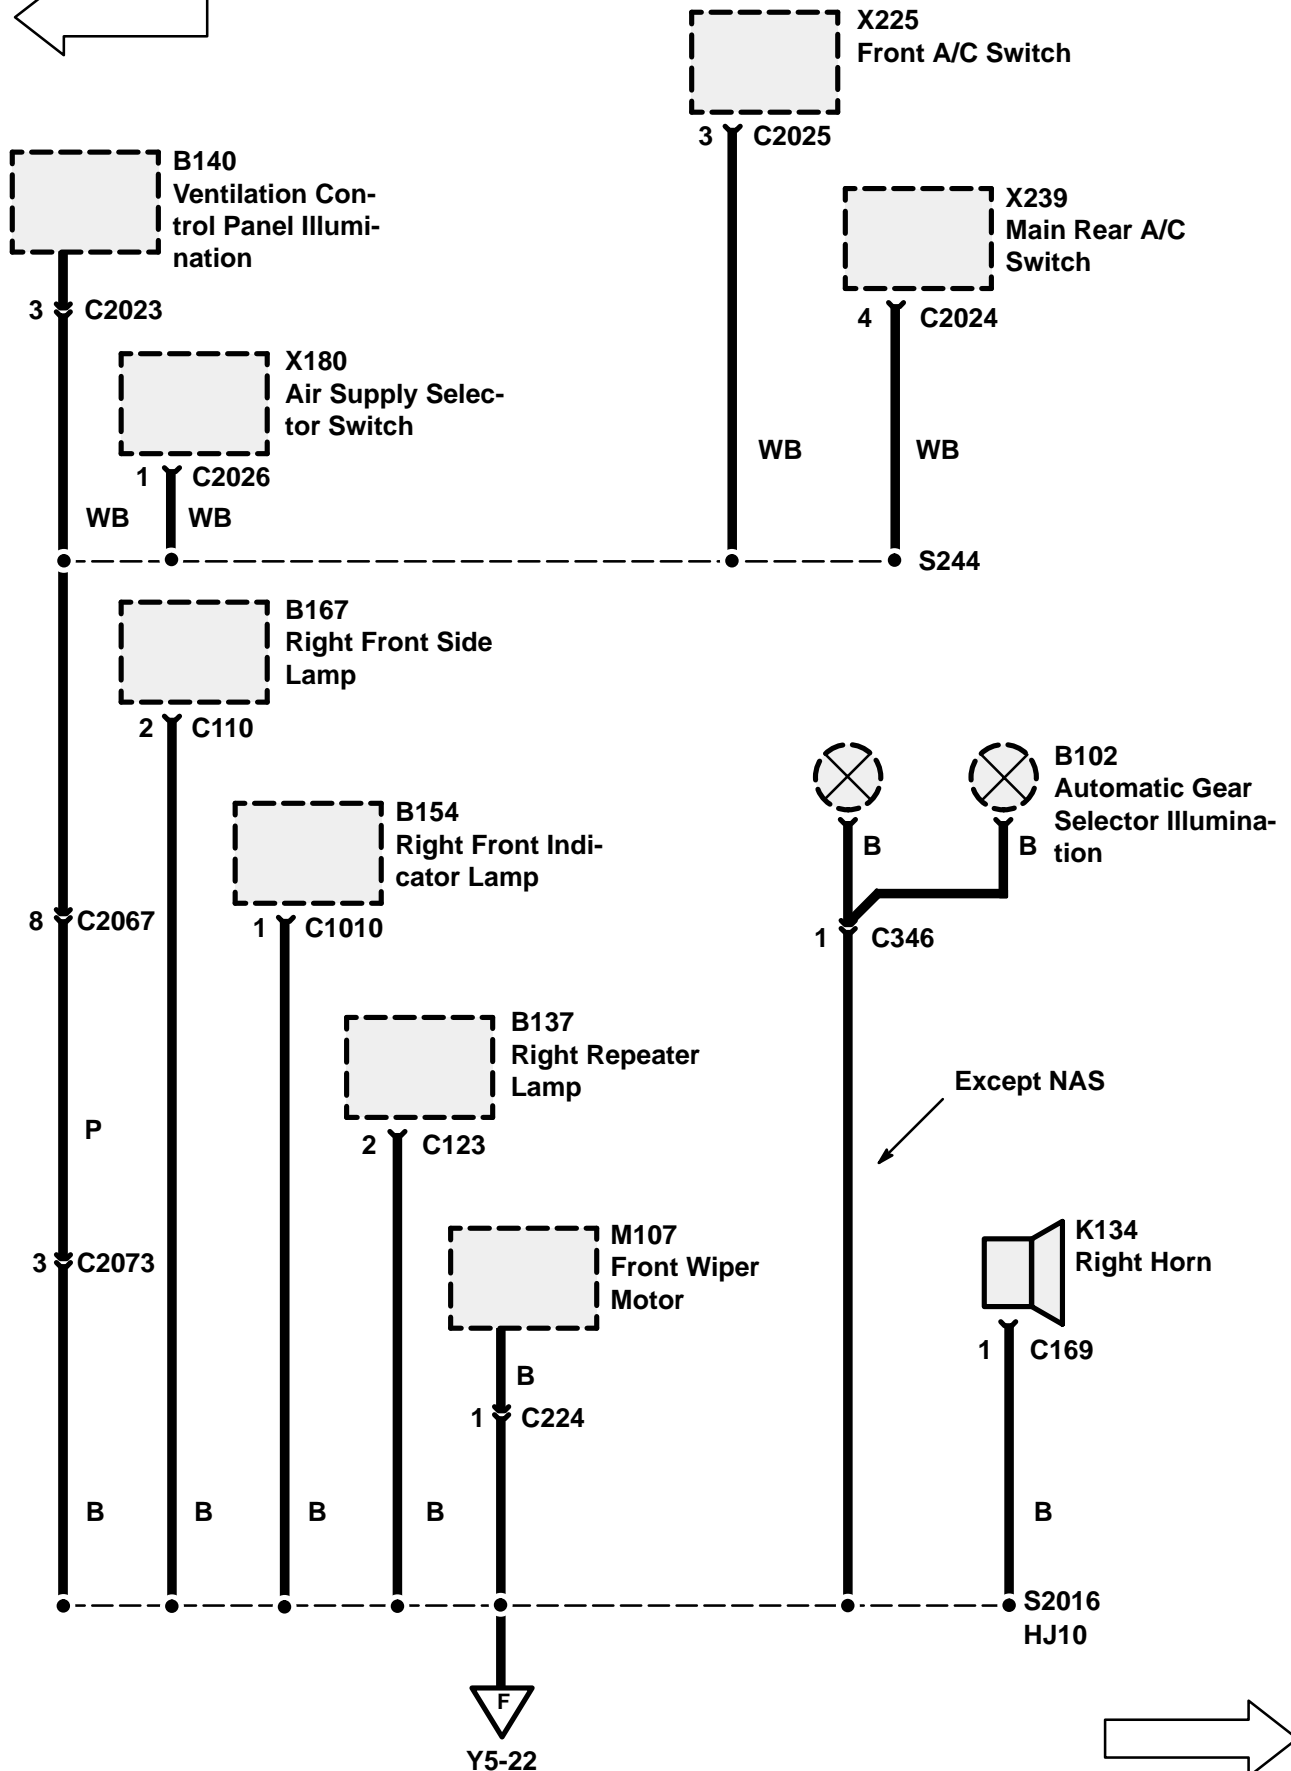 X225
Front A/C Switch
3 C2025
B140
Ventilation Con-
trol Panel Illumi-
nation
X239
Main Rear A/C
Switch
3 C2023
4 C2024
X180
Air Supply Selec-
tor Switch
WB WB
1 C2026
WB WB
S244
B167
Right Front Side
Lamp
2 C110
B102
Automatic Gear
Selector Illumina-
tion
B154
Right Front Indi-
cator Lamp
B B
8 C2067
1 C1010
1 C346
B137
Right Repeater
Lamp
Except NAS
P
2 C123
M107
Front Wiper
Motor
K134
Right Horn
3 C2073
1 C169
B
1 C224
B B B B B
S2016
HJ10
F
Y5-22